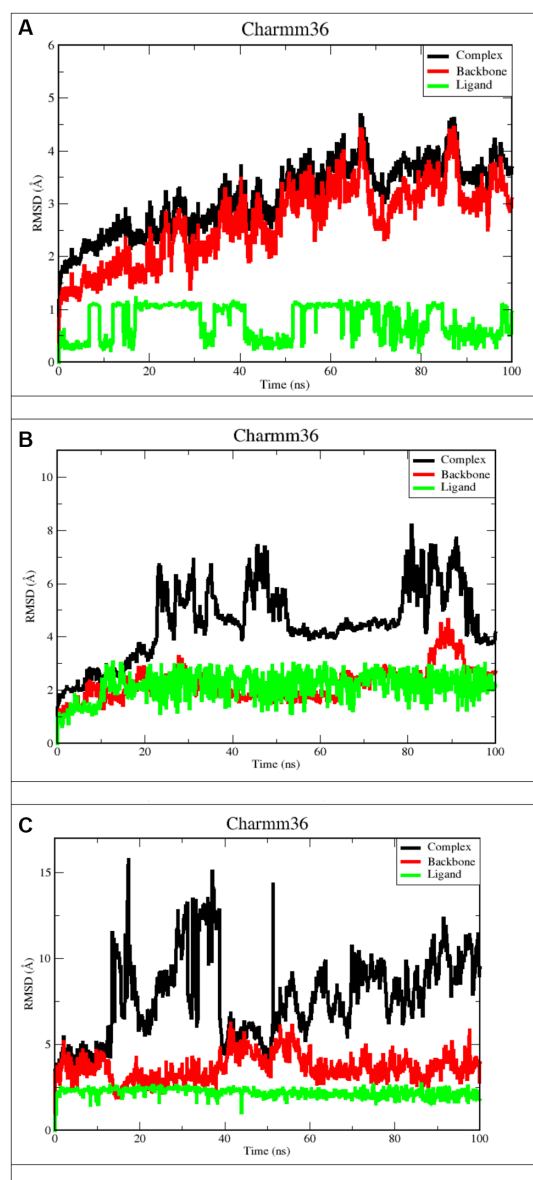 A
Charmm36
Complex
Backbone
Ligand
RMSD (Å)
6
5
4
3
2
1
0
0 20 40 60 80 100
Time (ns)
B
Charmm36
Complex
Backbone
Ligand
RMSD (Å)
10
8
6
4
2
0
0 20 40 60 80 100
Time (ns)
C
Charmm36
Complex
Backbone
Ligand
RMSD (Å)
15
10
5
0
0 20 40 60 80 100
Time (ns)